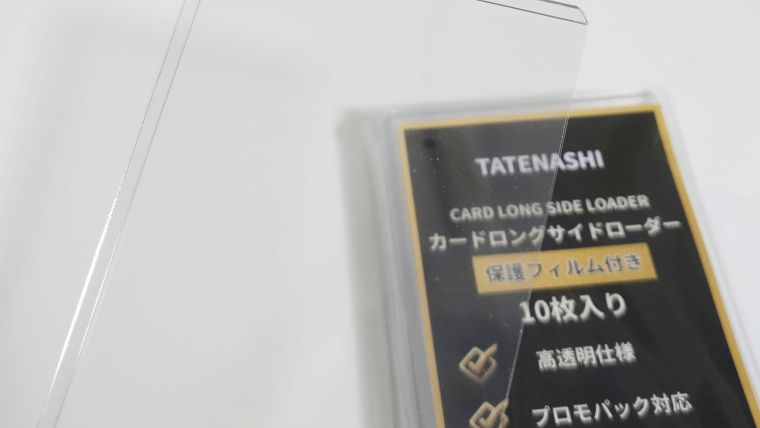 TATENASHI
CARD LONG SIDE LOADER
カードロングサイドローダー
保護フィルム付き
10枚入り
高透明仕様
プロモパック対応